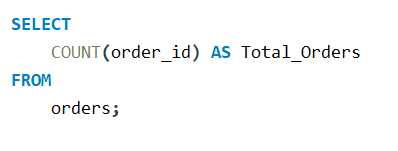 SELECT
    COUNT(order_id) AS Total_Orders
FROM
    orders;